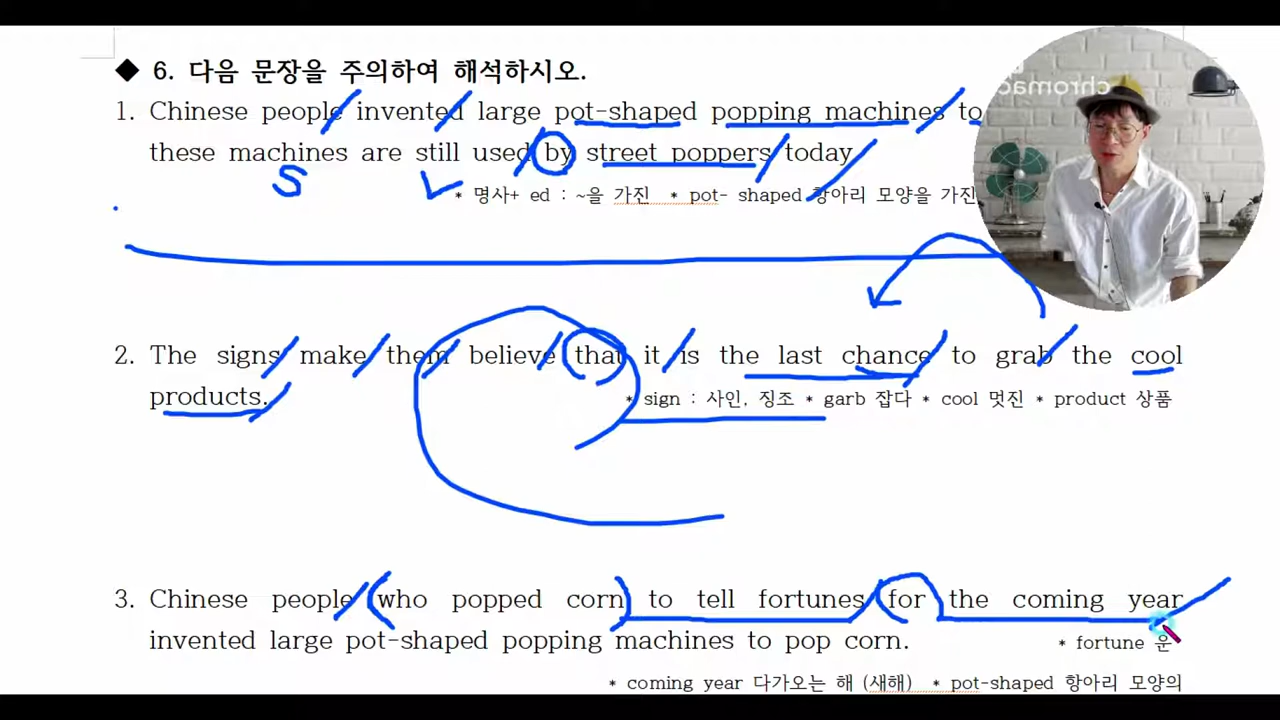 ◆ 6. 다음 문장을 주의하여 해석하시오.
1. Chinese people invented large pot-shaped popping machines to
these machines are still used by street poppers today
S
* 명사+ ed : ~을 가진 * pot- shaped 항아리 모양을 가진
2. The signs make them believe that it is the last chance to grab the cool
products.
* sign : 사인, 징조 * garb 잡다 * cool 멋진 * product 상품
3. Chinese people who popped corn to tell fortunes for the coming year
invented large pot-shaped popping machines to pop corn.
* fortune 운
* coming year 다가오는 해 (새해) * pot-shaped 항아리 모양의